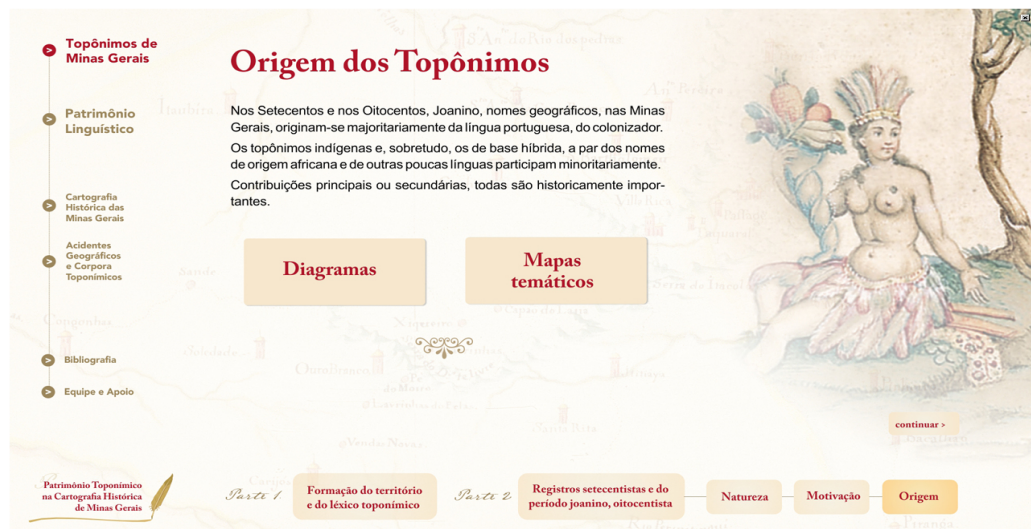 Topônimos de
Minas Gerais
Patrimônio
Linguístico
Cartografia
Histórica das
Minas Gerais
Acidentes
Geográficos
e Corpora
Toponímicos
Bibliografia
Equipe e Apoio
Origem dos Topônimos
Nos Setecentos e nos Oitocentos, Joanino, nomes geográficos, nas Minas
Gerais, originam-se majoritariamente da língua portuguesa, do colonizador.
Os topônimos indígenas e, sobretudo, os de base híbrida, a par dos nomes
de origem africana e de outras poucas línguas participam minoritariamente.
Contribuições principais ou secundárias, todas são historicamente impor-
tantes.
Diagramas
Mapas
temáticos
continuar >
Patrimônio Toponímico
na Cartografia Histórica
de Minas Gerais
Parte 1
Formação do território
e do léxico toponímico
Parte 2
Registros setecentistas e do
período joanino, oitocentista
Natureza
Motivação
Origem